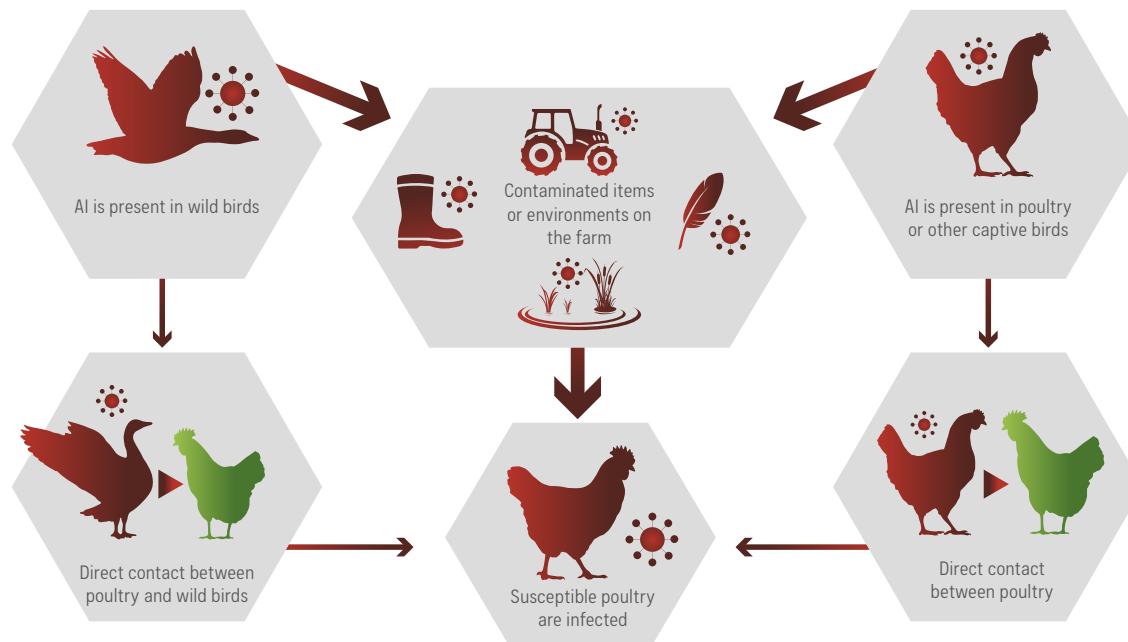 AI is present in wild birds
Contaminated items
or environments on
the farm
AI is present in poultry
or other captive birds
Direct contact between
poultry and wild birds
Susceptible poultry
are infected
Direct contact
between poultry